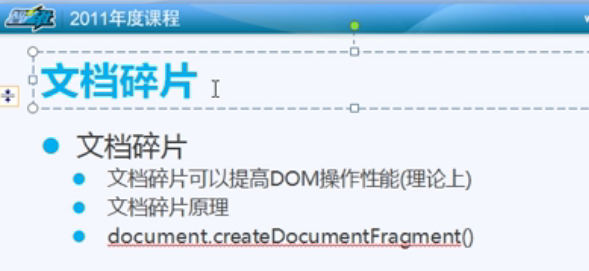 2011年度课程
文档碎片
文档碎片
文档碎片可以提高DOM操作性能(理论上)
文档碎片原理
document.createDocumentFragment()